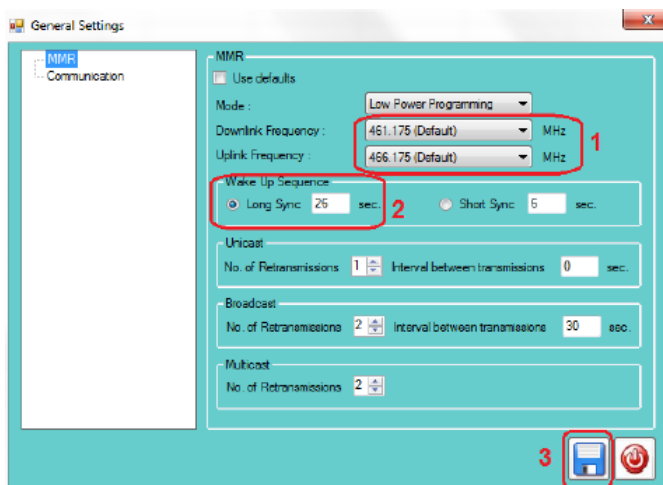 General Settings
MMR
Communication
MMR
Use defaults
Mode : Low Power Programming
Downlink Frequency : 461.175 (Default) MHz 1
Uplink Frequency : 466.175 (Default) MHz
Wake Up Sequence
Long Sync 26 sec. 2 Short Sync 6 sec.
Unicast
No. of Retransmissions 1 Interval between transmissions 0 sec.
Broadcast
No. of Retransmissions 2 Interval between transmissions 30 sec.
Multicast
No. of Retransmissions 2
3